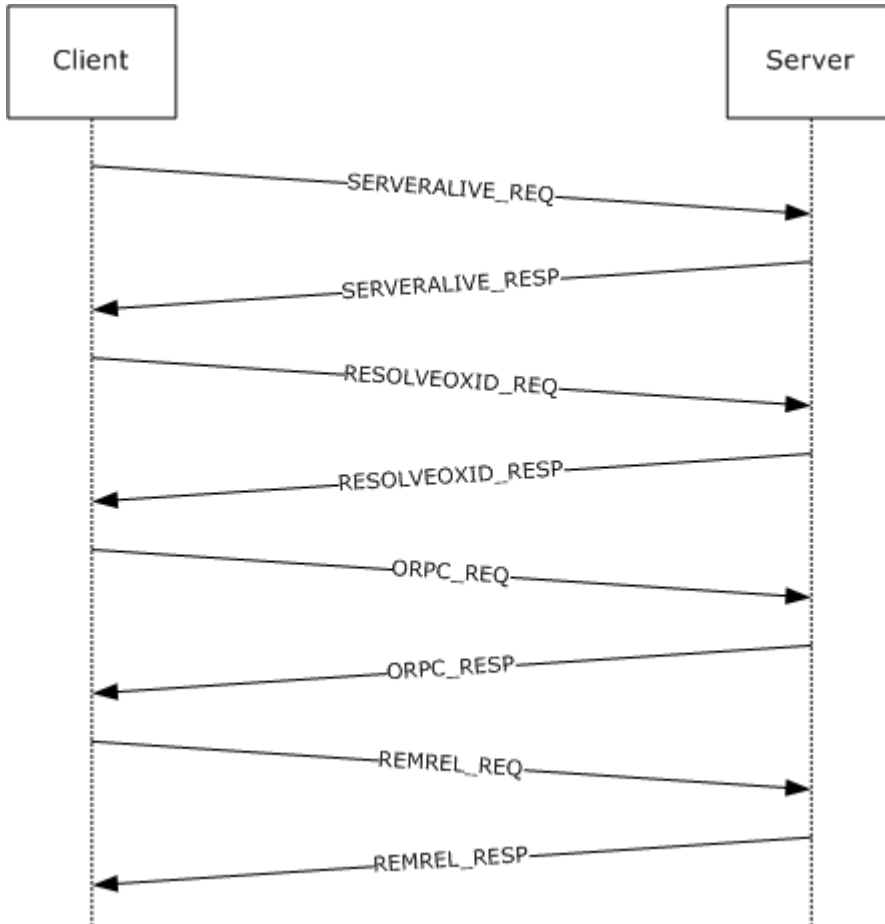 Client
Server
SERVERALIVE_REQ
SERVERALIVE_RESP
RESOLVEOXID_REQ
RESOLVEOXID_RESP
ORPC_REQ
ORPC_RESP
REMREL_REQ
REMREL_RESP